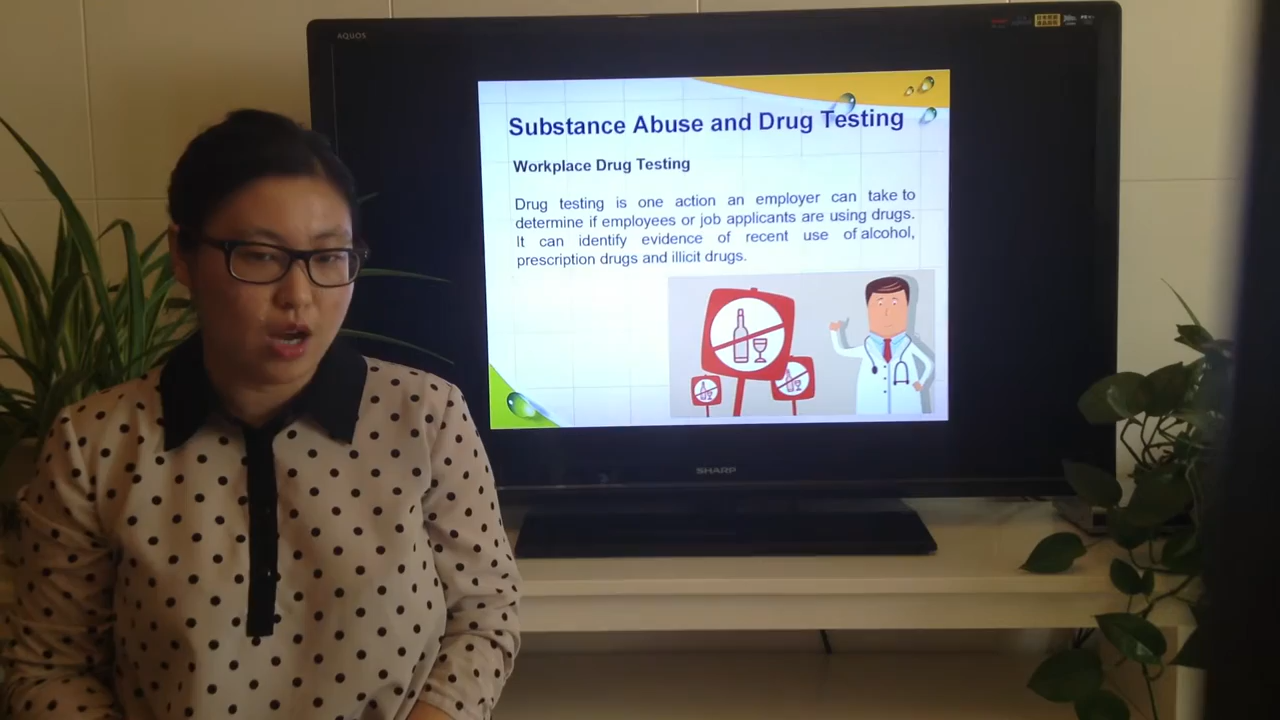 AQUOS
Substance Abuse and Drug Testing
Workplace Drug Testing
Drug testing is one action an employer can take to
determine if employees or job applicants are using drugs.
It can identify evidence of recent use of alcohol,
prescription drugs and illicit drugs.
SHARP